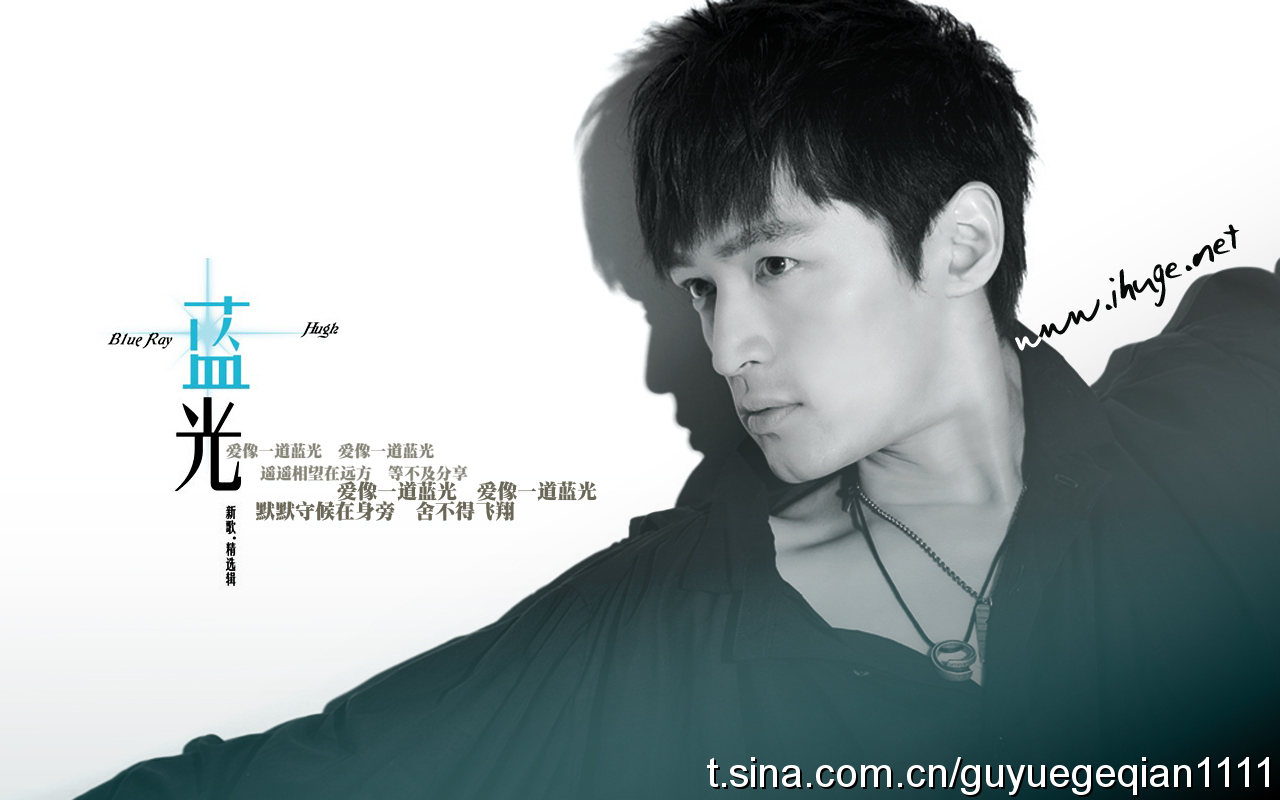 蓝光
Blue Ray
Hugh
爱像一道蓝光　爱像一道蓝光
遥遥相望在远方　等不及分享
爱像一道蓝光　爱像一道蓝光
默默守候在身旁　舍不得飞翔
新歌·精选辑
www.ihuge.net
t.sina.com.cn/guyuegeqian1111